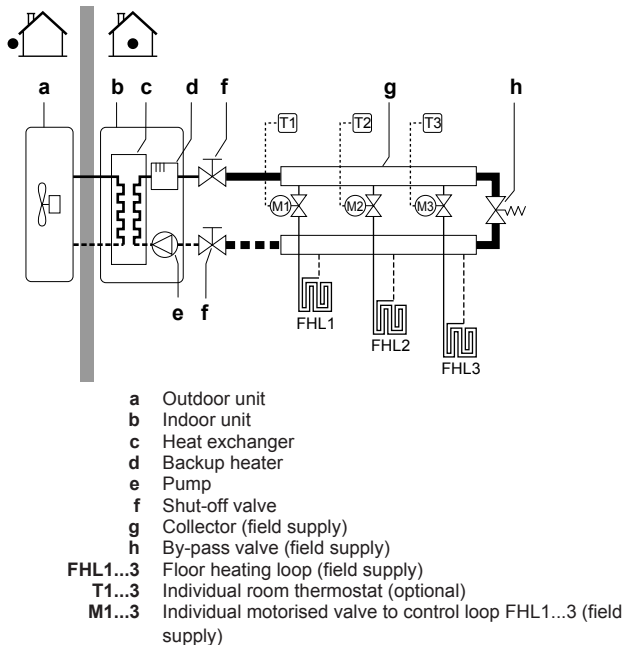 a b c d f g h
T1 T2 T3
M1 M2 M3
e f
FHL1
FHL2
FHL3
a Outdoor unit
b Indoor unit
c Heat exchanger
d Backup heater
e Pump
f Shut-off valve
g Collector (field supply)
h By-pass valve (field supply)
FHL1...3 Floor heating loop (field supply)
T1...3 Individual room thermostat (optional)
M1...3 Individual motorised valve to control loop FHL1...3 (field
supply)